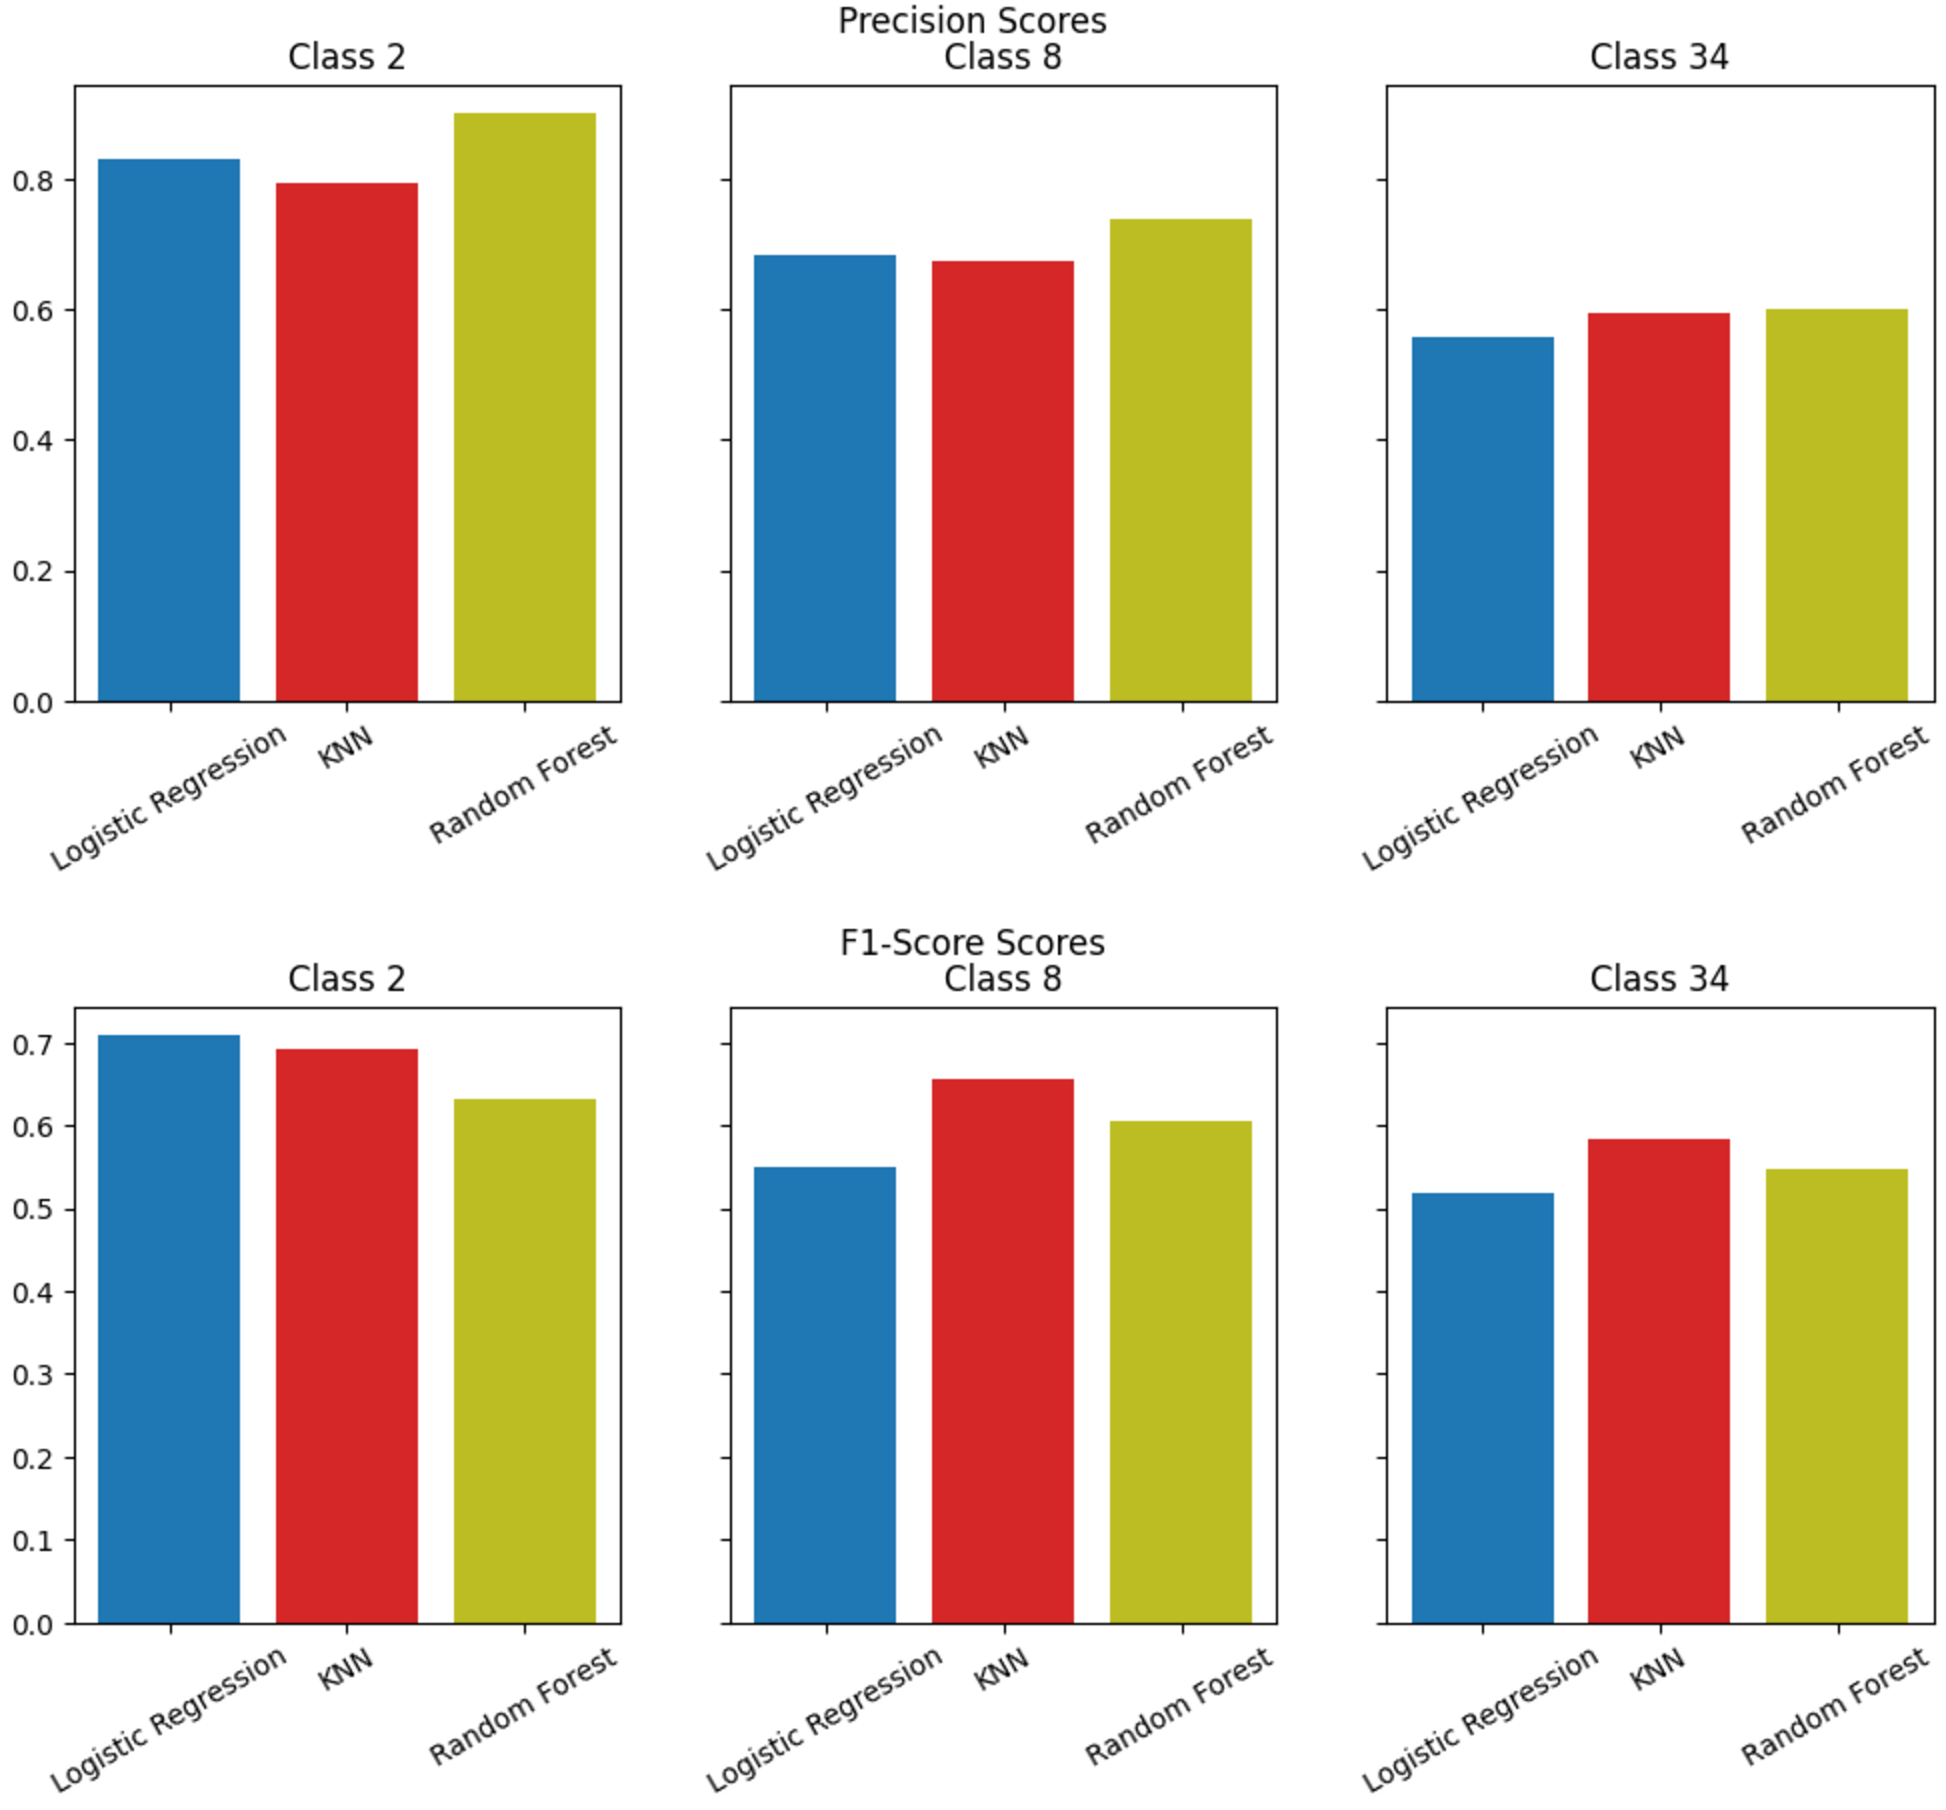 Precision Scores
Class 2
Class 8
Class 34
0.8
0.6
0.4
0.2
0.0
Logistic Regression
KNN
Random Forest
Logistic Regression
KNN
Random Forest
Logistic Regression
KNN
Random Forest
F1-Score Scores
Class 2
Class 8
Class 34
0.7
0.6
0.5
0.4
0.3
0.2
0.1
0.0
Logistic Regression
KNN
Random Forest
Logistic Regression
KNN
Random Forest
Logistic Regression
KNN
Random Forest